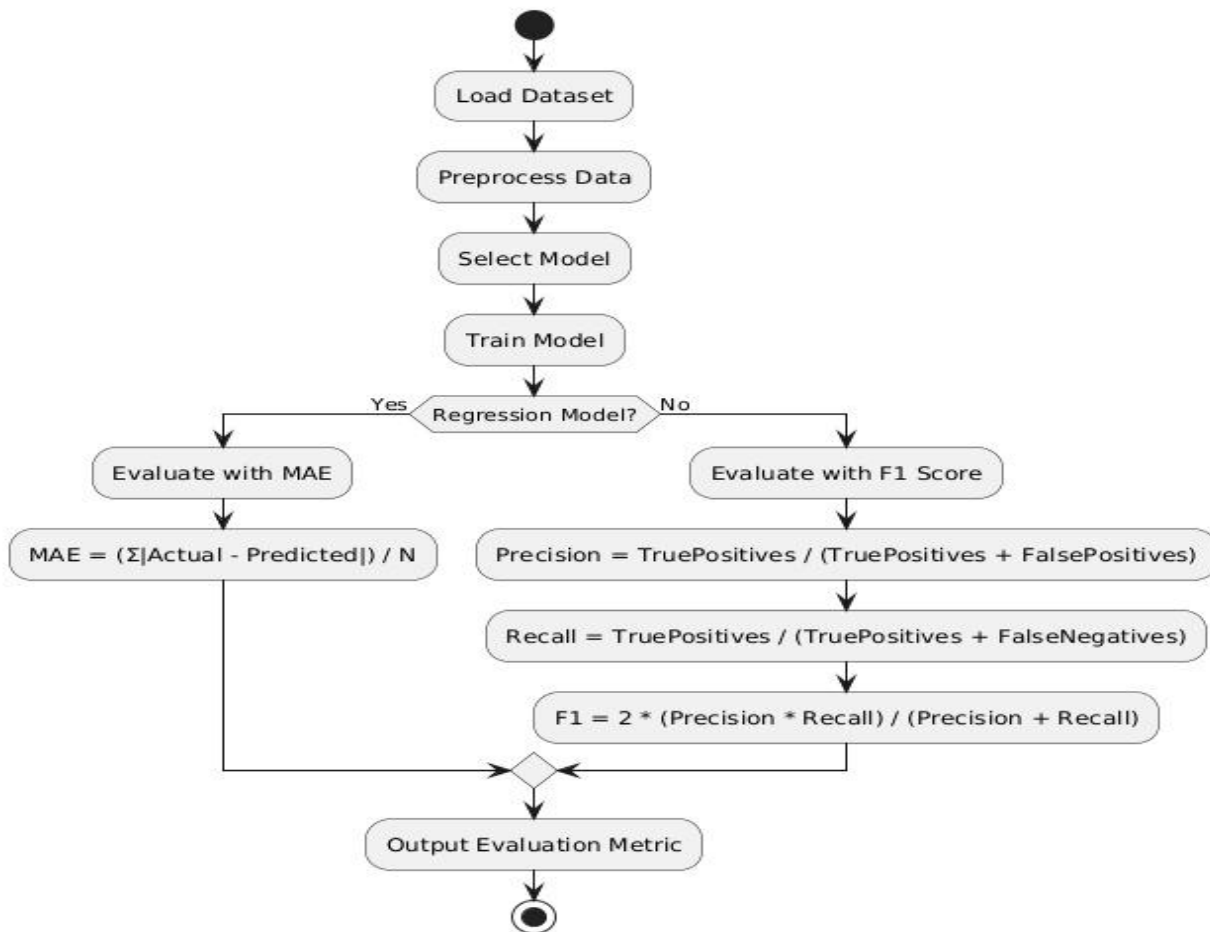 Load Dataset
Preprocess Data
Select Model
Train Model
Yes
Regression Model?
No
Evaluate with MAE
MAE = (Σ|Actual - Predicted|) / N
Evaluate with F1 Score
Precision = TruePositives / (TruePositives + FalsePositives)
Recall = TruePositives / (TruePositives + FalseNegatives)
F1 = 2 * (Precision * Recall) / (Precision + Recall)
Output Evaluation Metric